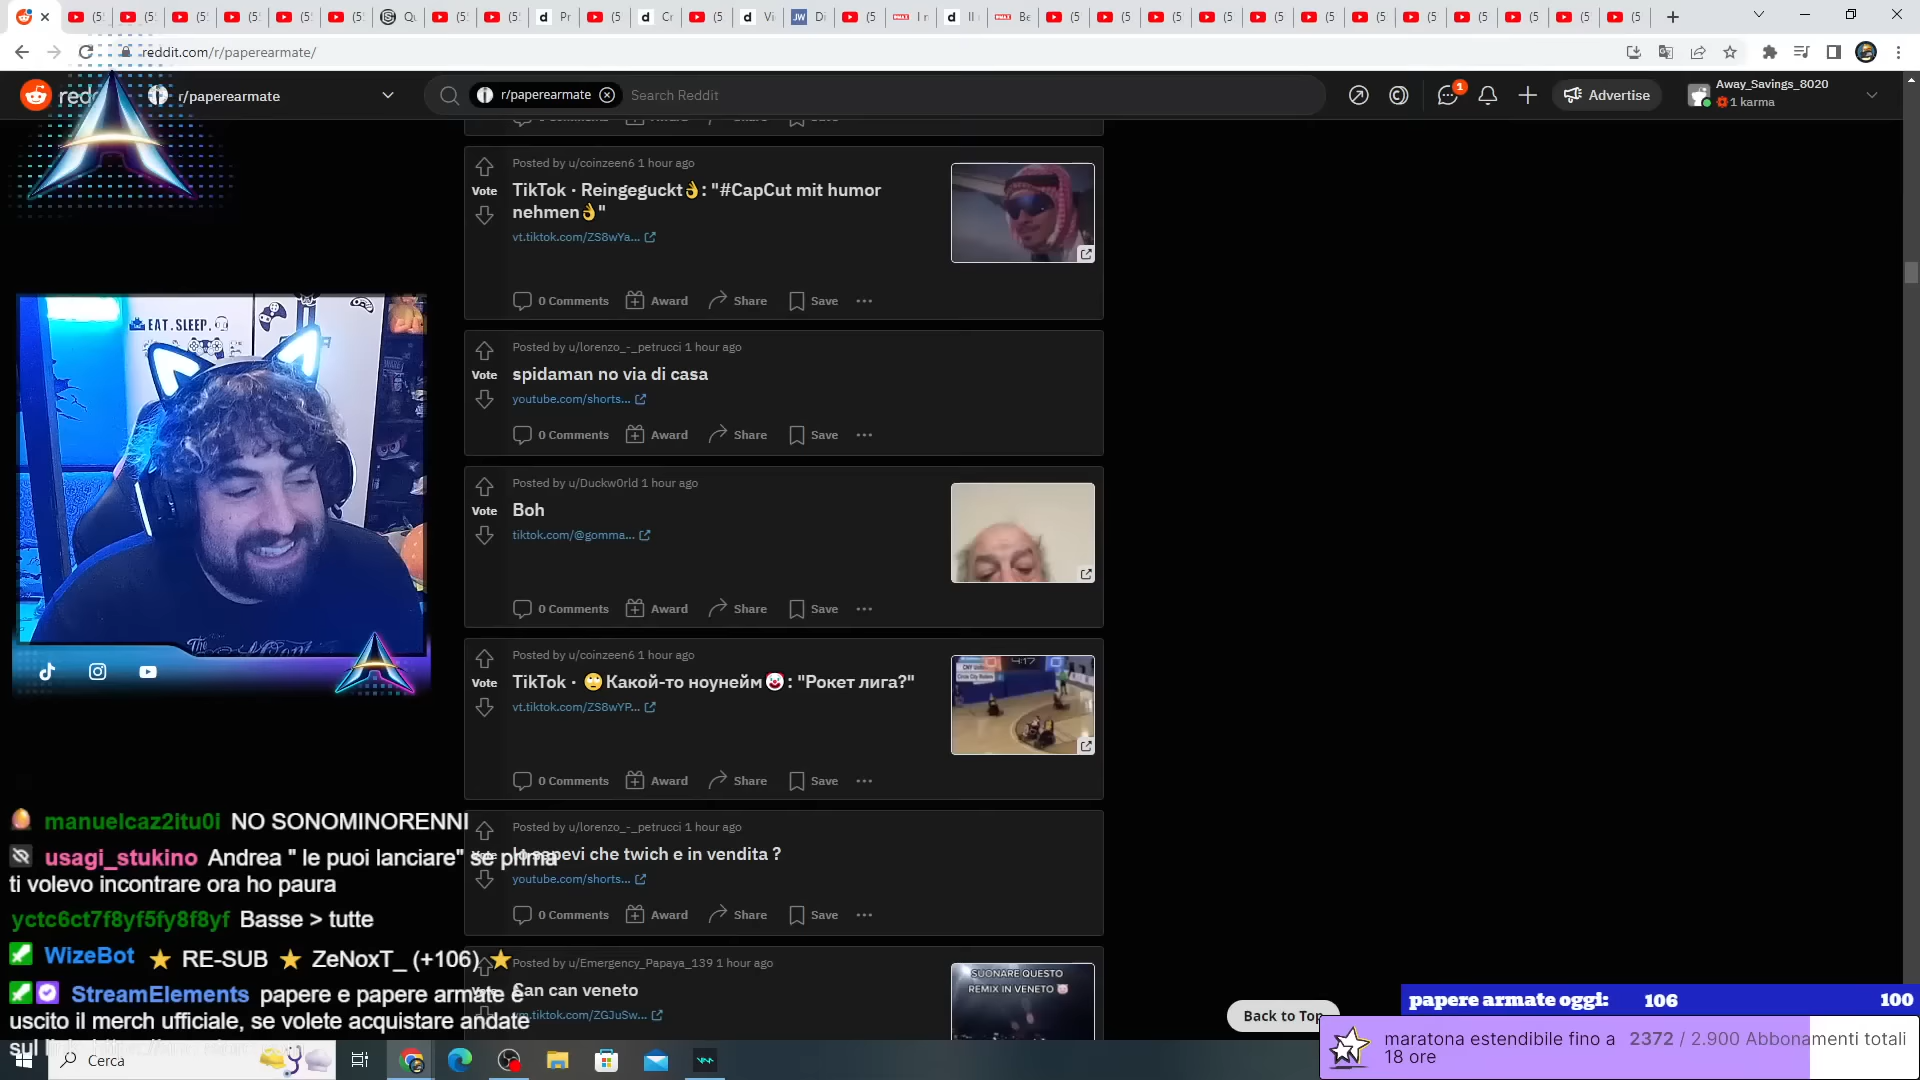 reddit.com/r/paperearmate/
r/paperearmate
r/paperearmate
Search Reddit
1
Advertise
Away_Savings_8020
1 karma
Posted by u/coinzeen6 1 hour ago
Vote
TikTok · Reingeguckt👌: "#CapCut mit humor
nehmen👌"
vt.tiktok.com/ZS8wYa...
0 Comments Award Share Save
Posted by u/lorenzo_-_petrucci 1 hour ago
Vote
spidaman no via di casa
youtube.com/shorts...
0 Comments Award Share Save
Posted by u/Duckw0rld 1 hour ago
Vote
Boh
tiktok.com/@gomma...
0 Comments Award Share Save
Posted by u/coinzeen6 1 hour ago
Vote
TikTok · 🙄Какой-то ноунейм🤡: "Рокет лига?"
vt.tiktok.com/ZS8wYP...
4:17
0 Comments Award Share Save
Posted by u/lorenzo_-_petrucci 1 hour ago
sapevi che twich e in vendita ?
youtube.com/shorts...
0 Comments Award Share Save
Posted by u/Emergency_Papaya_139 1 hour ago
Can can veneto
vm.tiktok.com/ZGJuSw...
SUONARE QUESTO
REMIX IN VENETO
Back to Top
EAT.SLEEP.
manuelcaz2itu0i NO SONOMINORENNI
usagi_stukino Andrea " le puoi lanciare" se prima
ti volevo incontrare ora ho paura
yctc6ct7f8yf5fy8f8yf Basse > tutte
WizeBot ⭐ RE-SUB ⭐ ZeNoxT_ (+106) ⭐
StreamElements papere e papere armate è
uscito il merch ufficiale, se volete acquistare andate
sul
Cerca
papere armate oggi: 106 100
maratona estendibile fino a
18 ore
2372 / 2.900 Abbonamenti totali